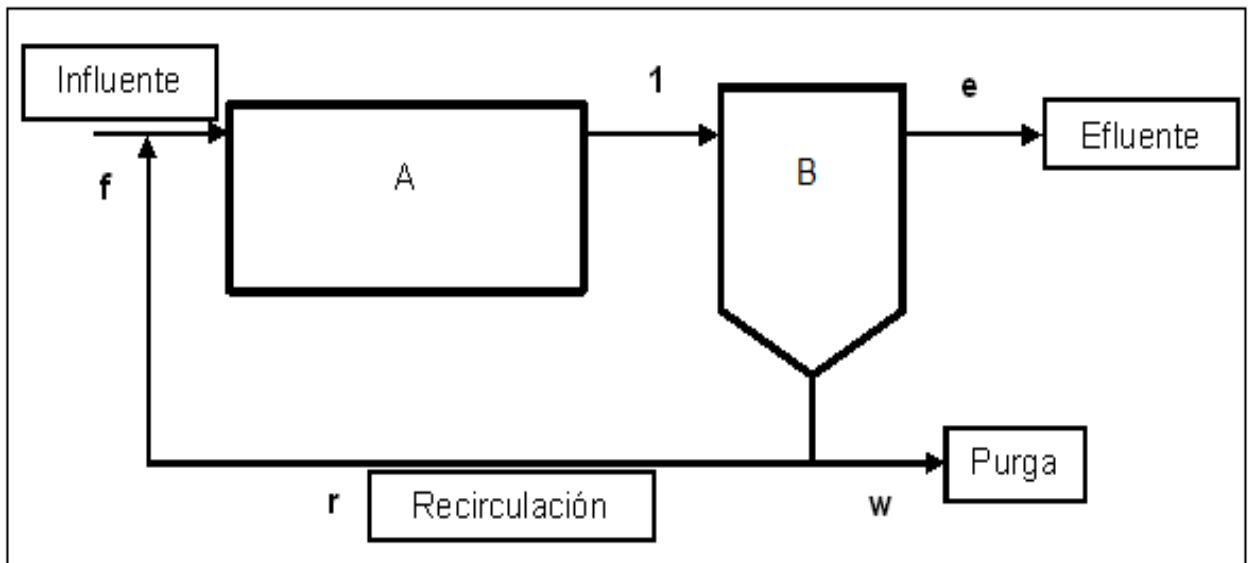 Influente
1
e
A
B
Efluente
f
r
Recirculación
w
Purga